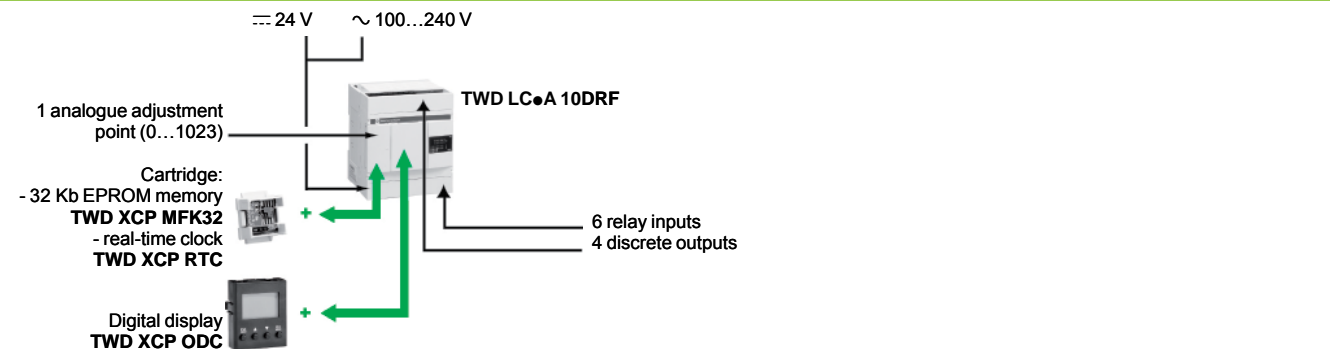 ⎓ 24 V
∼ 100…240 V
TWD LC●A 10DRF
1 analogue adjustment
point (0…1023)
Cartridge:
- 32 Kb EPROM memory
TWD XCP MFK32
- real-time clock
TWD XCP RTC
+
6 relay inputs
4 discrete outputs
Digital display
TWD XCP ODC
+